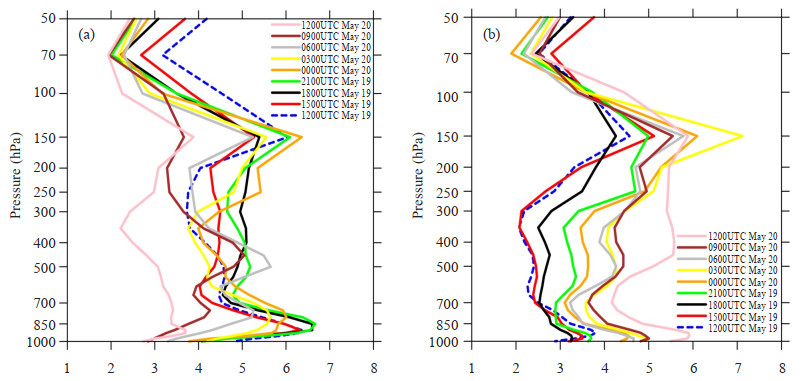 (a)
50
70
100
150
200
250
300
400
500
700
850
1000
Pressure (hPa)
1 2 3 4 5 6 7 8
1200UTC May 20
0900UTC May 20
0600UTC May 20
0300UTC May 20
0000UTC May 20
2100UTC May 19
1800UTC May 19
1500UTC May 19
1200UTC May 19
(b)
50
70
100
150
200
250
300
400
500
700
850
1000
Pressure (hPa)
1 2 3 4 5 6 7 8
1200UTC May 20
0900UTC May 20
0600UTC May 20
0300UTC May 20
0000UTC May 20
2100UTC May 19
1800UTC May 19
1500UTC May 19
1200UTC May 19